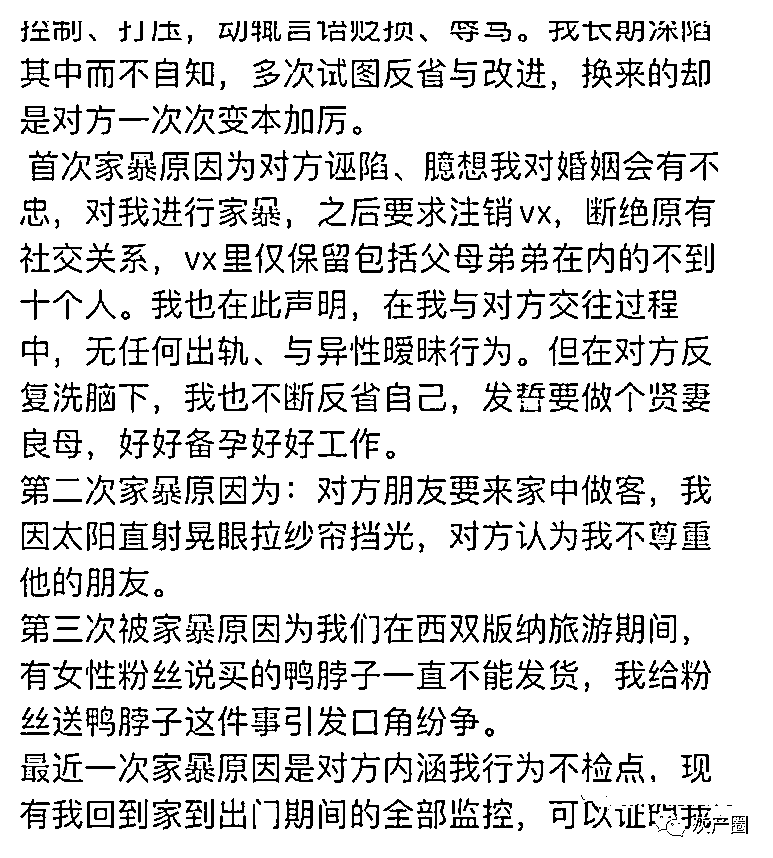 控制、打压，动辄言语贬损、辱骂。我长期深陷
其中而不自知，多次试图反省与改进，换来的却
是对方一次次变本加厉。
首次家暴原因为对方诬陷、臆想我对婚姻会有不
忠，对我进行家暴，之后要求注销vx，断绝原有
社交关系，vx里仅保留包括父母弟弟在内的不到
十个人。我也在此声明，在我与对方交往过程
中，无任何出轨、与异性暧昧行为。但在对方反
复洗脑下，我也不断反省自己，发誓要做个贤妻
良母，好好备孕好好工作。
第二次家暴原因为：对方朋友要来家中做客，我
因太阳直射晃眼拉纱帘挡光，对方认为我不尊重
他的朋友。
第三次被家暴原因为我们在西双版纳旅游期间，
有女性粉丝说买的鸭脖子一直不能发货，我给粉
丝送鸭脖子这件事引发口角纷争。
最近一次家暴原因是对方内涵我行为不检点，现
有我回到家到出门期间的全部监控，可以证明我
灰产圈